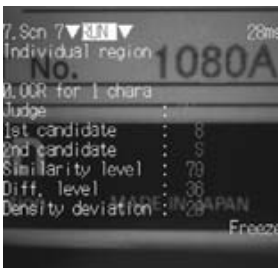 7.Scn 7▼RUN▼ 28ms
Individual region
No. 1080A
0.OCR for 1 chara
Judge :
1st candidate : 8
2nd candidate : S
Similarity level : 79
Diff. level : 36
Density deviation : 28
MADE IN JAPAN
Freeze